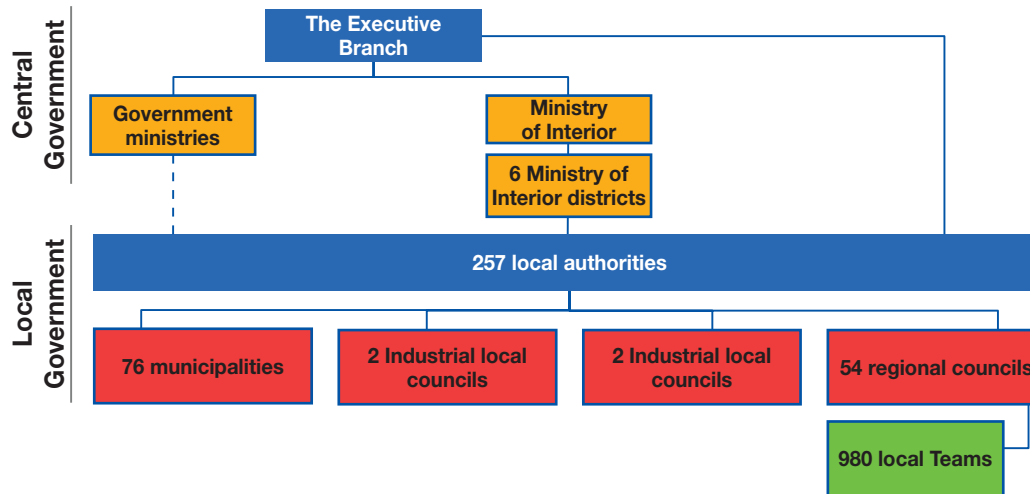 Central
Government
The Executive
Branch
Government
ministries
Ministry
of Interior
6 Ministry of
Interior districts
Local
Government
257 local authorities
76 municipalities
2 Industrial local
councils
2 Industrial local
councils
54 regional councils
980 local Teams